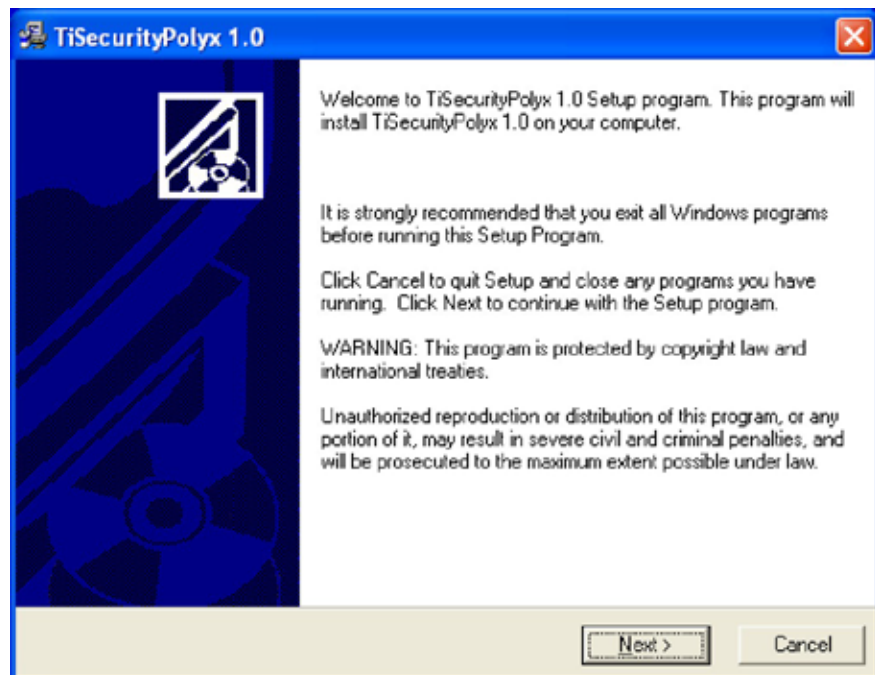 TiSecurityPolyx 1.0
Welcome to TiSecurityPolyx 1.0 Setup program. This program will
install TiSecurityPolyx 1.0 on your computer.
It is strongly recommended that you exit all Windows programs
before running this Setup Program.
Click Cancel to quit Setup and close any programs you have
running. Click Next to continue with the Setup program.
WARNING: This program is protected by copyright law and
international treaties.
Unauthorized reproduction or distribution of this program, or any
portion of it, may result in severe civil and criminal penalties, and
will be prosecuted to the maximum extent possible under law.
Next > Cancel